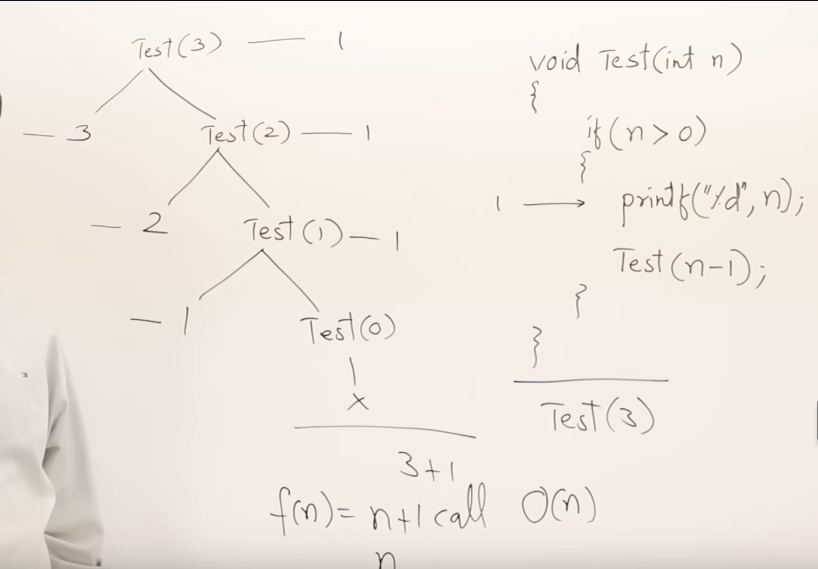 Test(3) — 1
— 3 Test(2) — 1
— 2 Test(1) — 1
— 1 Test(0)
x
3+1
f(n) = n+1 call O(n)
n
void Test(int n)
{
if(n > 0)
{
1 → printf("%d", n);
Test(n-1);
}
}
Test(3)